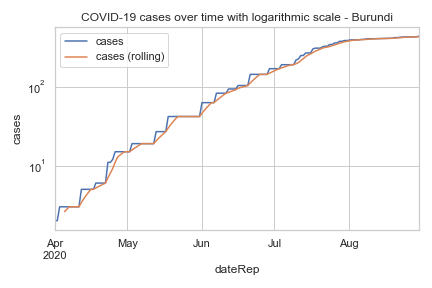 COVID-19 cases over time with logarithmic scale - Burundi
cases
cases (rolling)
10²
10¹
cases
Apr
2020
May
Jun
Jul
Aug
dateRep